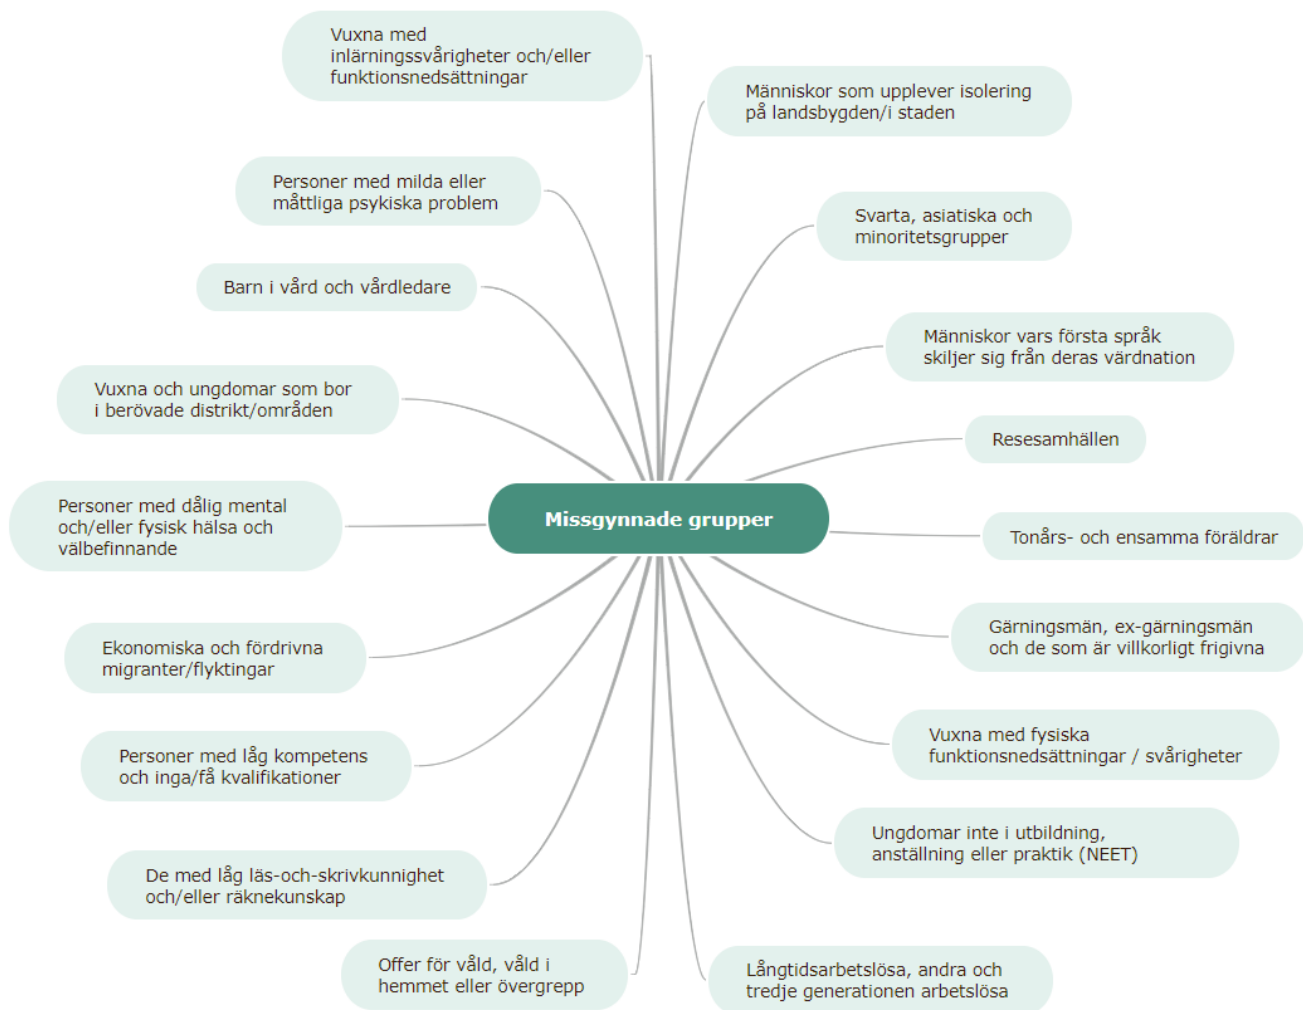 Vuxna med
inlärningssvårigheter och/eller
funktionsnedsättningar
Människor som upplever isolering
på landsbygden/i staden
Personer med milda eller
måttliga psykiska problem
Svarta, asiatiska och
minoritetsgrupper
Barn i vård och vårdledare
Människor vars första språk
skiljer sig från deras värdnation
Vuxna och ungdomar som bor
i berövade distrikt/områden
Resesamhällen
Personer med dålig mental
och/eller fysisk hälsa och
välbefinnande
Missgynnade grupper
Tonårs- och ensamma föräldrar
Ekonomiska och fördrivna
migranter/flyktingar
Gärningsmän, ex-gärningsmän
och de som är villkorligt frigivna
Personer med låg kompetens
och inga/få kvalifikationer
Vuxna med fysiska
funktionsnedsättningar / svårigheter
De med låg läs-och-skrivkunnighet
och/eller räknekunskap
Ungdomar inte i utbildning,
anställning eller praktik (NEET)
Offer för våld, våld i
hemmet eller övergrepp
Långtidsarbetslösa, andra och
tredje generationen arbetslösa